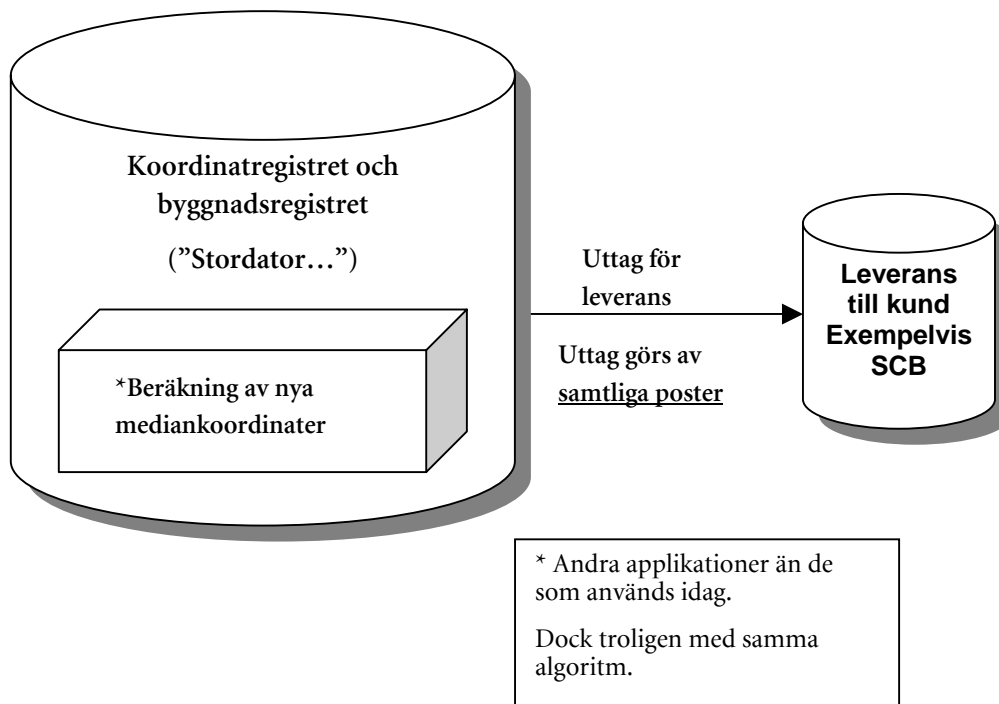 Koordinatregistret och
byggnadsregistret
(”Stordator…”)
*Beräkning av nya
mediankoordinater
Uttag för
leverans
Uttag görs av
samtliga poster
Leverans
till kund
Exempelvis
SCB
* Andra applikationer än de
som används idag.
Dock troligen med samma
algoritm.